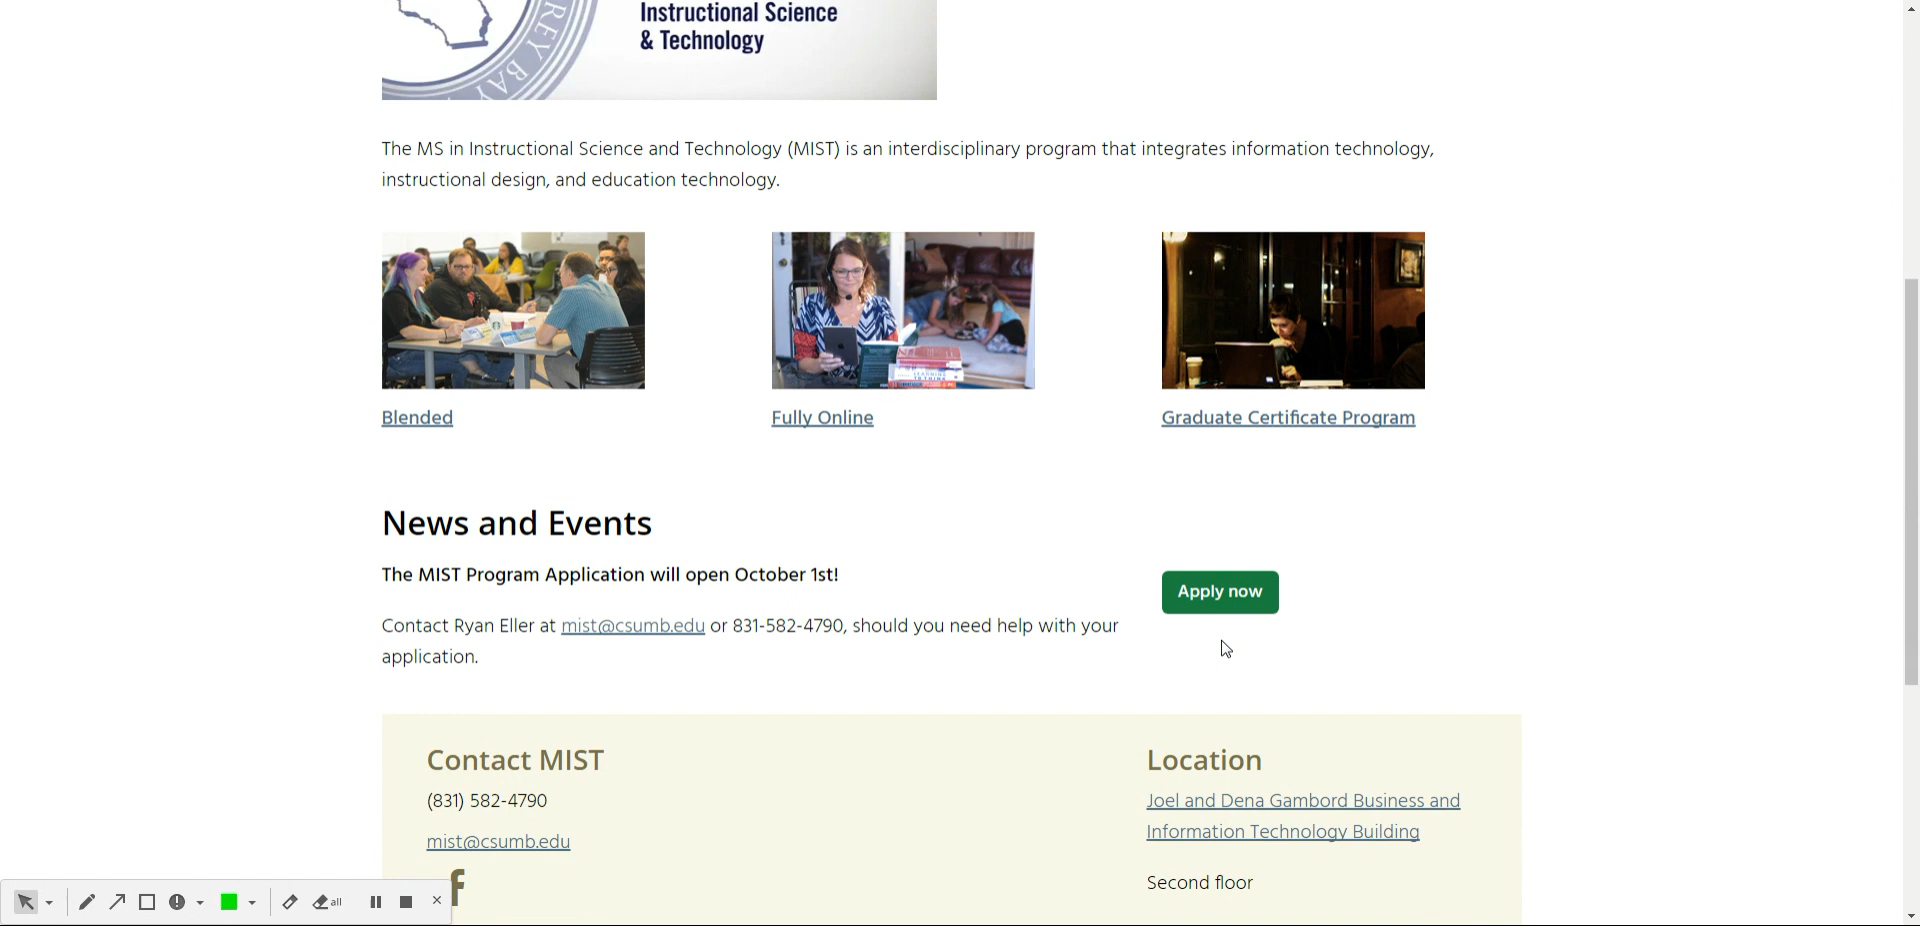 REY BAY
Instructional Science
& Technology
The MS in Instructional Science and Technology (MIST) is an interdisciplinary program that integrates information technology,
instructional design, and education technology.
Blended
Fully Online
Graduate Certificate Program
News and Events
The MIST Program Application will open October 1st!
Apply now
Contact Ryan Eller at mist@csumb.edu or 831-582-4790, should you need help with your
application.
Contact MIST
(831) 582-4790
mist@csumb.edu
Location
Joel and Dena Gambord Business and
Information Technology Building
Second floor
all